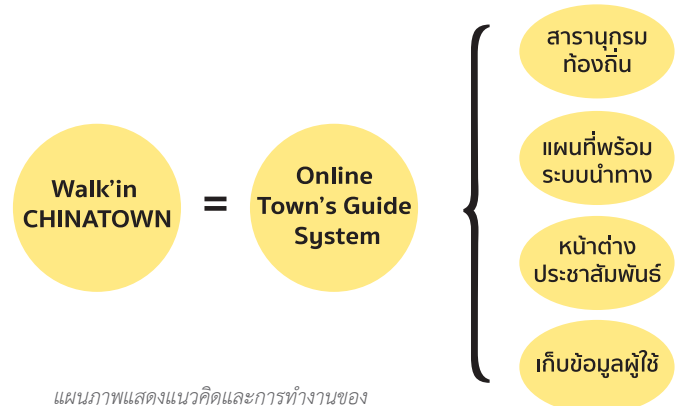 Walk’in
CHINATOWN
=
Online
Town’s Guide
System
สารานุกรม
ท้องถิ่น
แผนที่พร้อม
ระบบนำทาง
หน้าต่าง
ประชาสัมพันธ์
เก็บข้อมูลผู้ใช้
แผนภาพแสดงแนวคิดและการทำงานของ